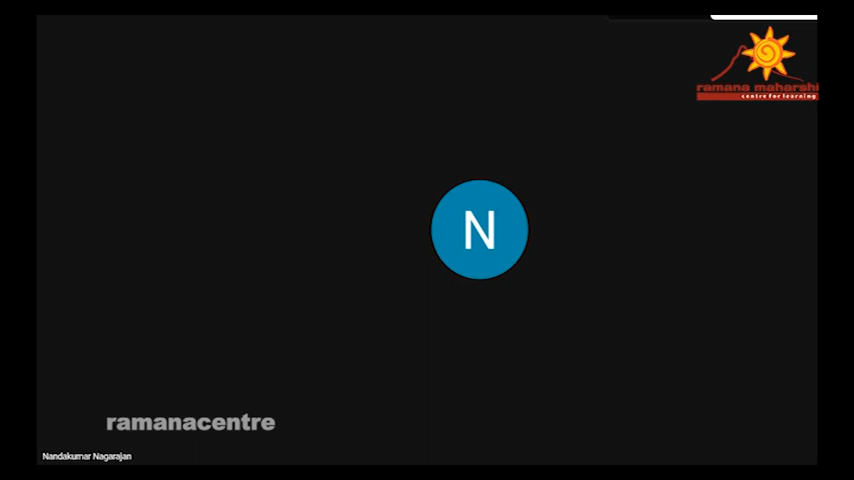 ramana maharshi
centre for learning
N
ramanacentre
Nandakumar Nagarajan